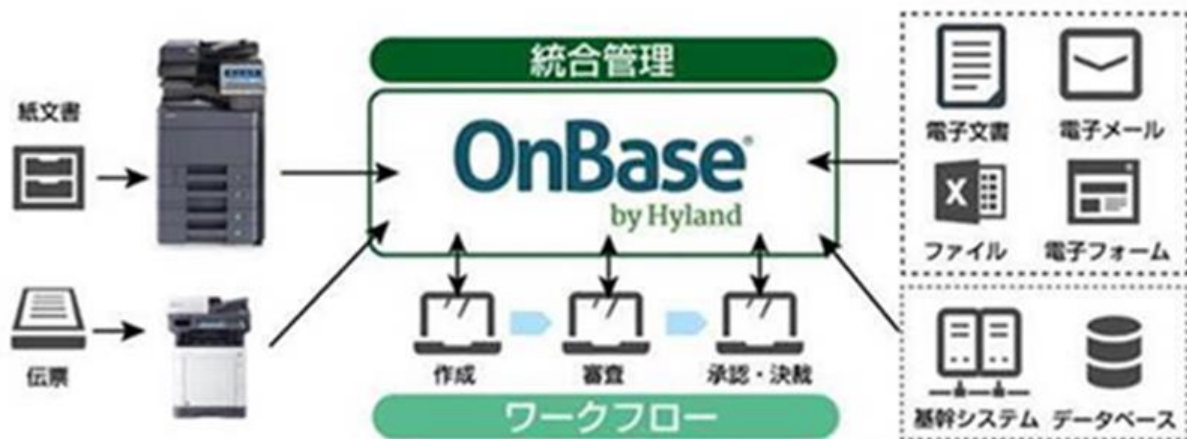 統合管理
紙文書
OnBase®
by Hyland
電子文書
電子メール
X
ファイル
電子フォーム
伝票
作成
審査
承認・決裁
ワークフロー
基幹システム
データベース